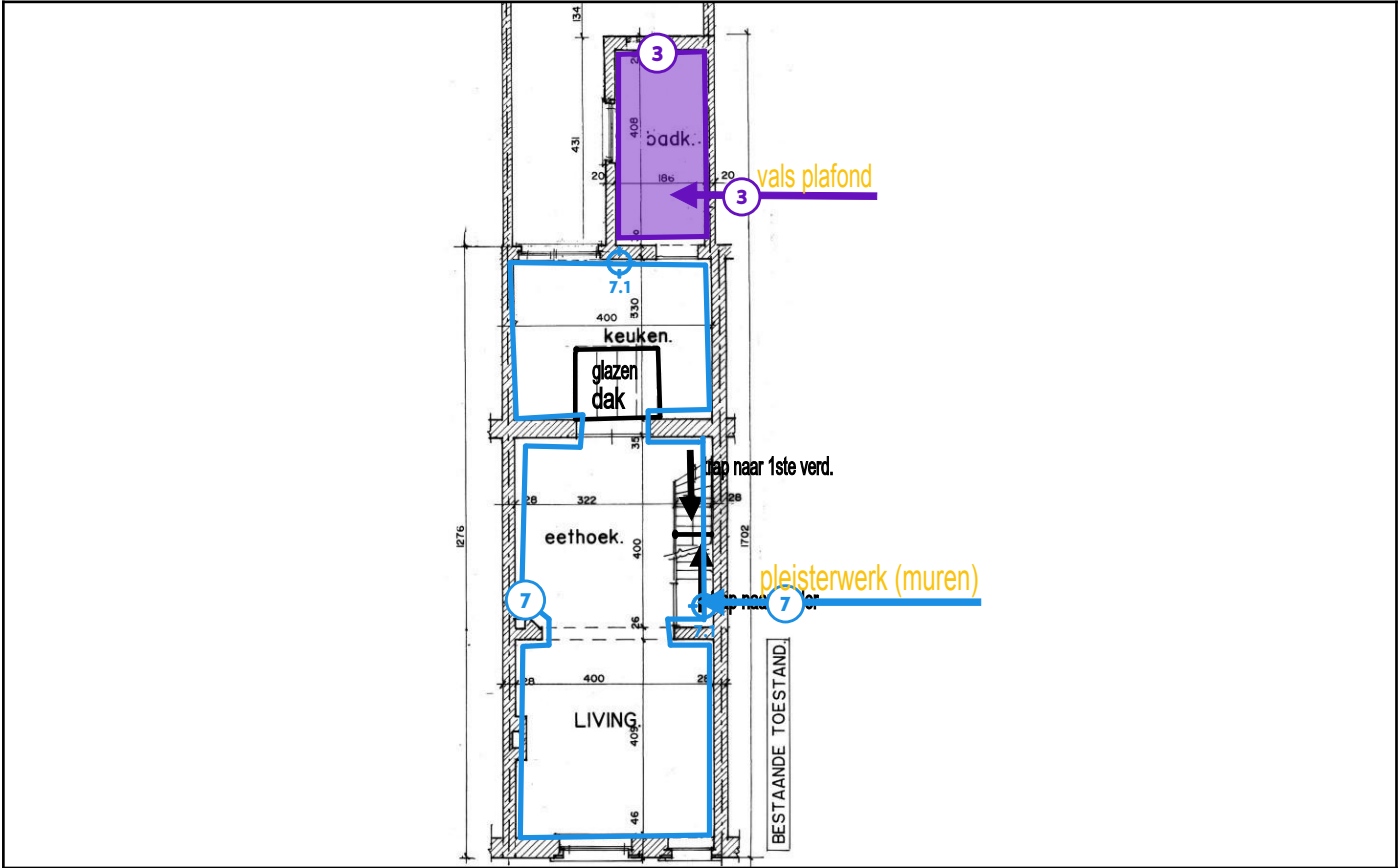 134
3
2
408
badk.
431
20
186
20
3
vals plafond
7.1
330
400
keuken.
glazen
dak
35
trap naar 1ste verd.
28
322
28
1276
eethoek.
400
1702
pleisterwerk (muren)
7
7
26
28
400
28
LIVING.
409
46
BESTAANDE TOESTAND.